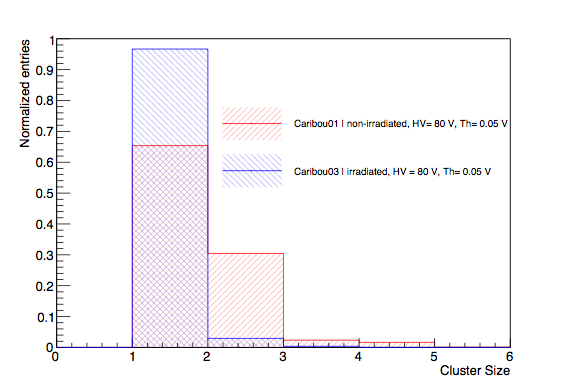 Normalized entries
1
0.9
0.8
0.7
0.6
0.5
0.4
0.3
0.2
0.1
0
Caribou01 | non-irradiated, HV= 80 V, Th= 0.05 V
Caribou03 | irradiated, HV = 80 V, Th= 0.05 V
0 1 2 3 4 5 6
Cluster Size